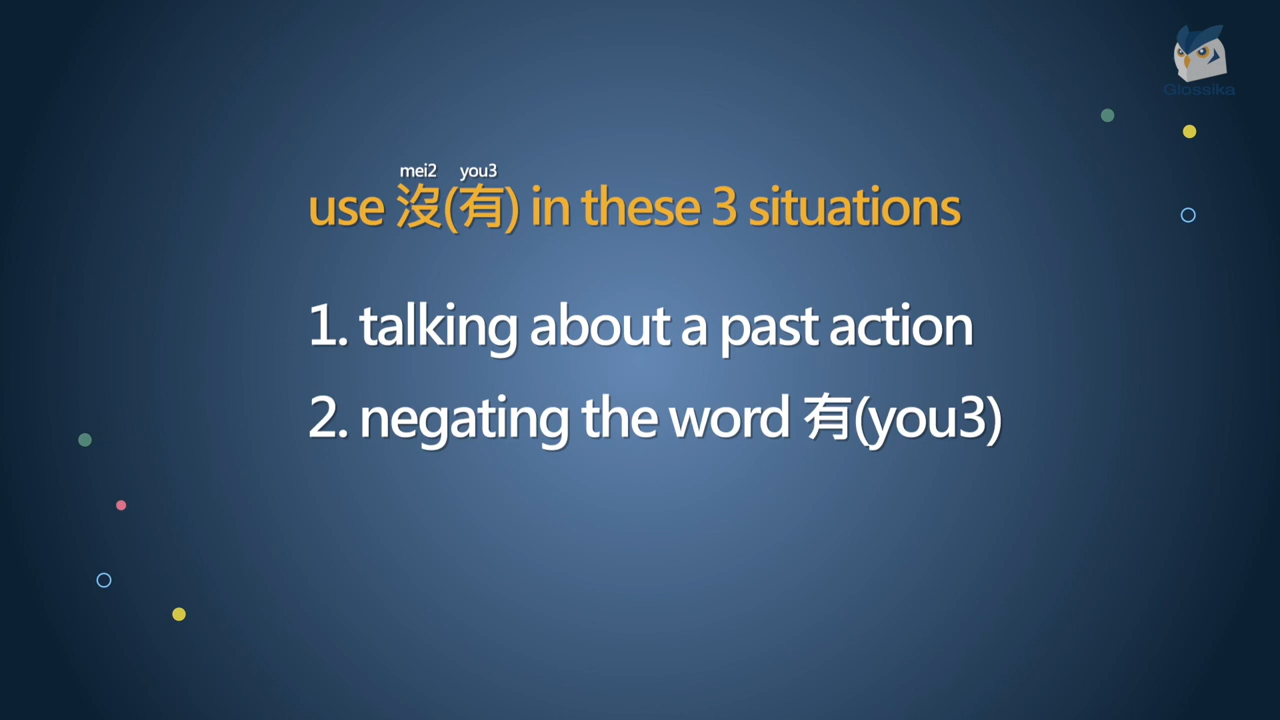 Glossika
mei2 you3
use 沒(有) in these 3 situations
1. talking about a past action
2. negating the word 有(you3)